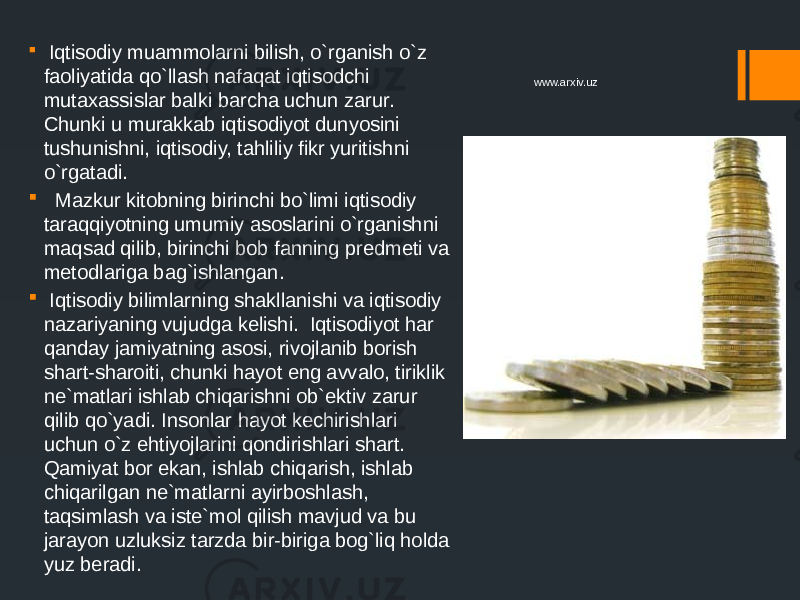 Iqtisodiy muammolarni bilish, o`rganish o`z
faoliyatida qo`llash nafaqat iqtisodchi
mutaxassislar balki barcha uchun zarur.
Chunki u murakkab iqtisodiyot dunyosini
tushunishni, iqtisodiy, tahliliy fikr yuritishni
o`rgatadi.
Mazkur kitobning birinchi bo`limi iqtisodiy
taraqqiyotning umumiy asoslarini o`rganishni
maqsad qilib, birinchi bob fanning predmeti va
metodlariga bag`ishlangan.
Iqtisodiy bilimlarning shakllanishi va iqtisodiy
nazariyaning vujudga kelishi.  Iqtisodiyot har
qanday jamiyatning asosi, rivojlanib borish
shart-sharoiti, chunki hayot eng avvalo, tiriklik
ne`matlari ishlab chiqarishni ob`ektiv zarur
qilib qo`yadi. Insonlar hayot kechirishlari
uchun o`z ehtiyojlarini qondirishlari shart.
Qamiyat bor ekan, ishlab chiqarish, ishlab
chiqarilgan ne`matlarni ayirboshlash,
taqsimlash va iste`mol qilish mavjud va bu
jarayon uzluksiz tarzda bir-biriga bog`liq holda
yuz beradi.
www.arxiv.uz
ARXIV.UZ
ARXIV.UZ
ARXIV.UZ
ARXIV.UZ